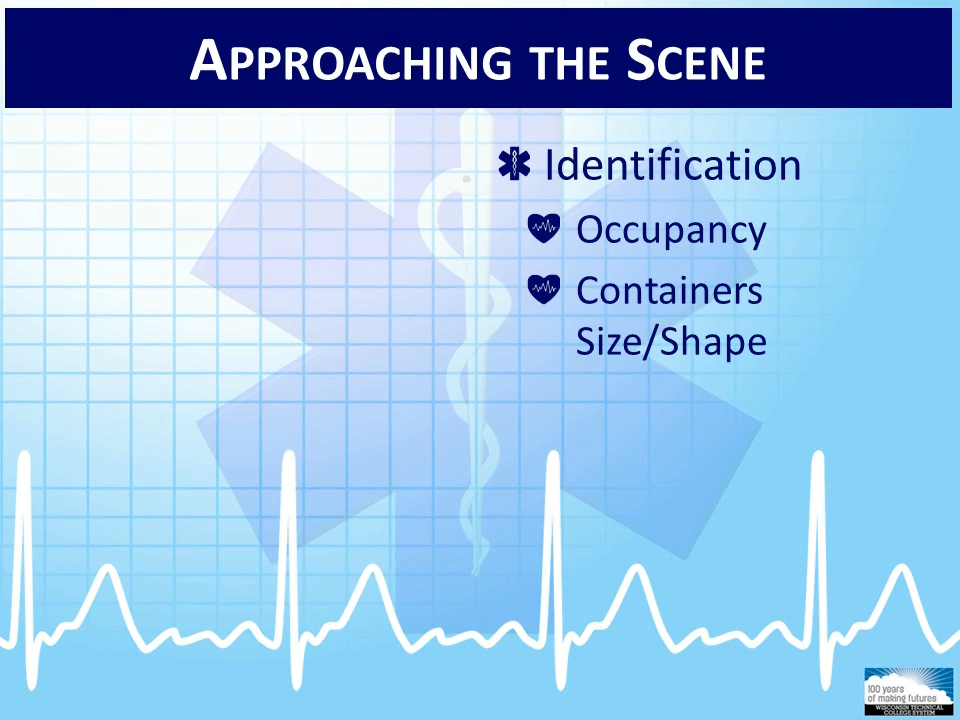 APPROACHING THE SCENE
Identification
Occupancy
Containers
Size/Shape
100 years
of making futures
WISCONSIN TECHNICAL
COLLEGE SYSTEM